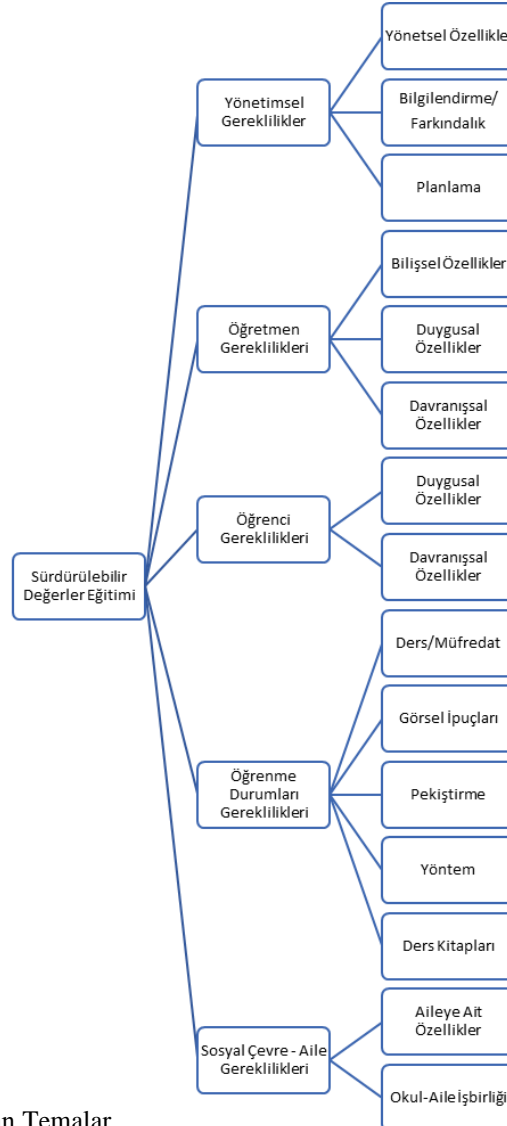 Sürdürülebilir
Değerler Eğitimi
Yönetimsel
Gereklilikler
Yönetsel Özellikle
Bilgilendirme/
Farkındalık
Planlama
Öğretmen
Gereklilikleri
Bilişsel Özellikler
Duygusal
Özellikler
Davranışsal
Özellikler
Öğrenci
Gereklilikleri
Duygusal
Özellikler
Davranışsal
Özellikler
Öğrenme
Durumları
Gereklilikleri
Ders/Müfredat
Görsel İpuçları
Pekiştirme
Yöntem
Ders Kitapları
Sosyal Çevre - Aile
Gereklilikleri
Aileye Ait
Özellikler
Okul-Aile İşbirliği
n Temalar